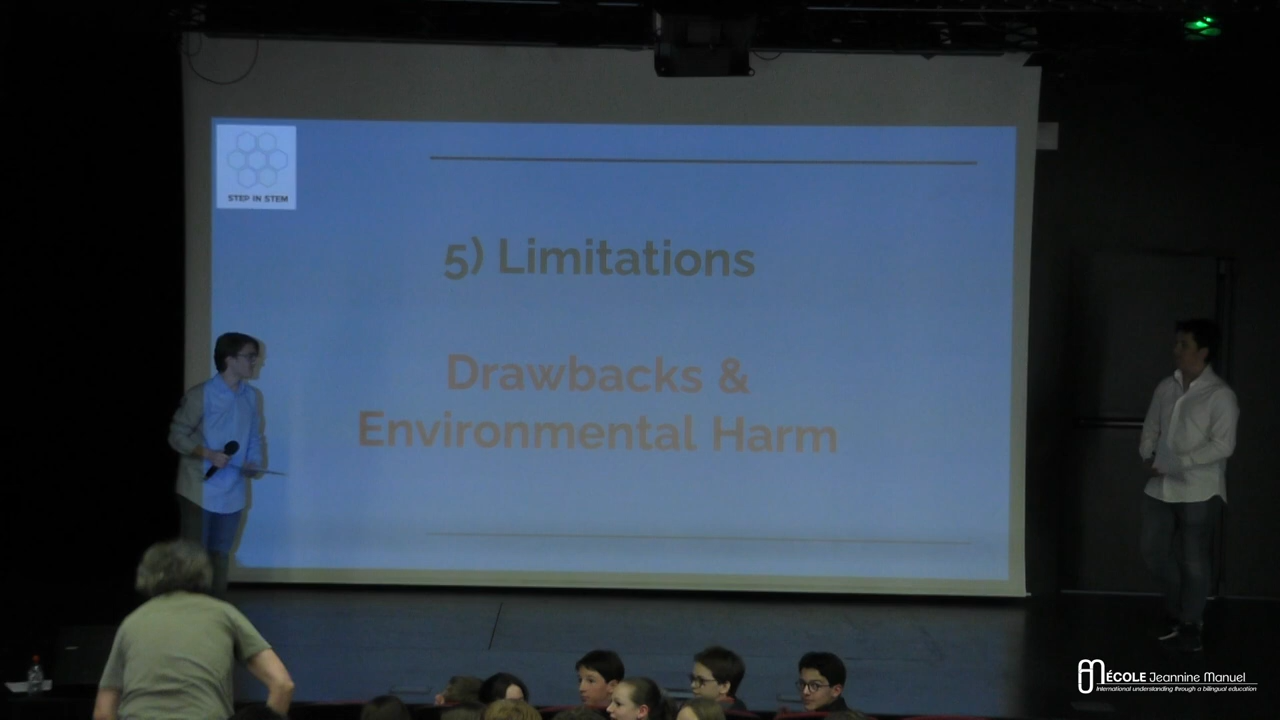 STEP IN STEM
5) Limitations
Drawbacks &
Environmental Harm
ÉCOLE Jeannine Manuel
International understanding through a bilingual education